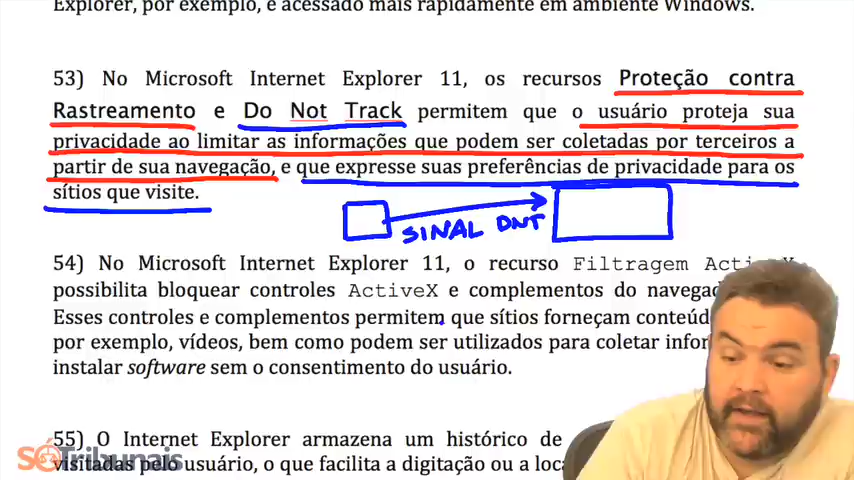 Explorer, por exemplo, é acessado mais rapidamente em ambiente Windows.
53) No Microsoft Internet Explorer 11, os recursos Proteção contra
Rastreamento e Do Not Track permitem que o usuário proteja sua
privacidade ao limitar as informações que podem ser coletadas por terceiros a
partir de sua navegação, e que expresse suas preferências de privacidade para os
sítios que visite.
SINAL DNT
54) No Microsoft Internet Explorer 11, o recurso Filtragem ActiveX
possibilita bloquear controles ActiveX e complementos do
Esses controles e complementos permitem que sítios forneçam
por exemplo, vídeos, bem como podem ser utilizados para coletar
instalar software sem o consentimento do usuário.
55) O Internet Explorer armazena um histórico de
visitadas pelo usuário, o que facilita a digitação ou a
SóTribunais